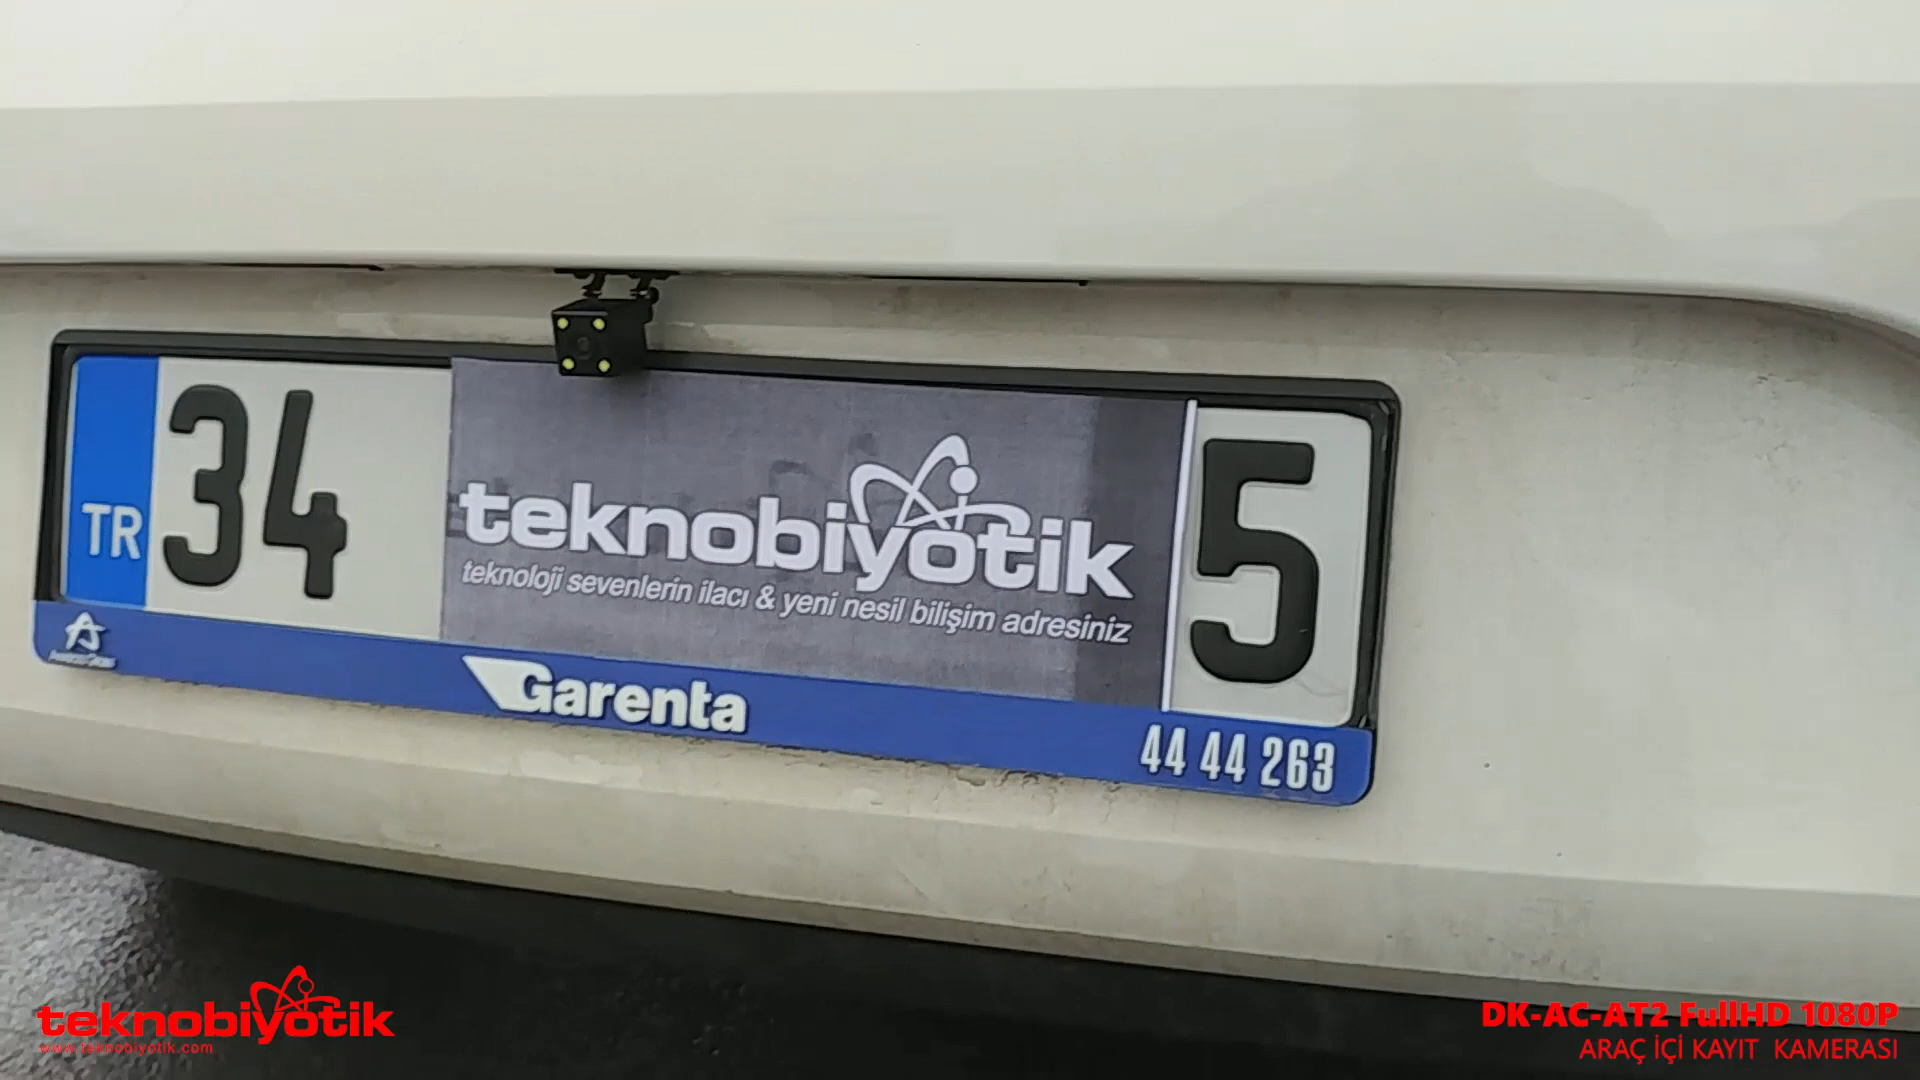 TR 34 5
teknobiyotik
teknoloji sevenlerin ilacı & yeni nesil bilişim adresiniz
Garenta
44 44 263
teknobiyotik
www.teknobiyotik.com
DK-AC-AT2 FullHD 1080P
ARAÇ İÇİ KAYIT KAMERASI